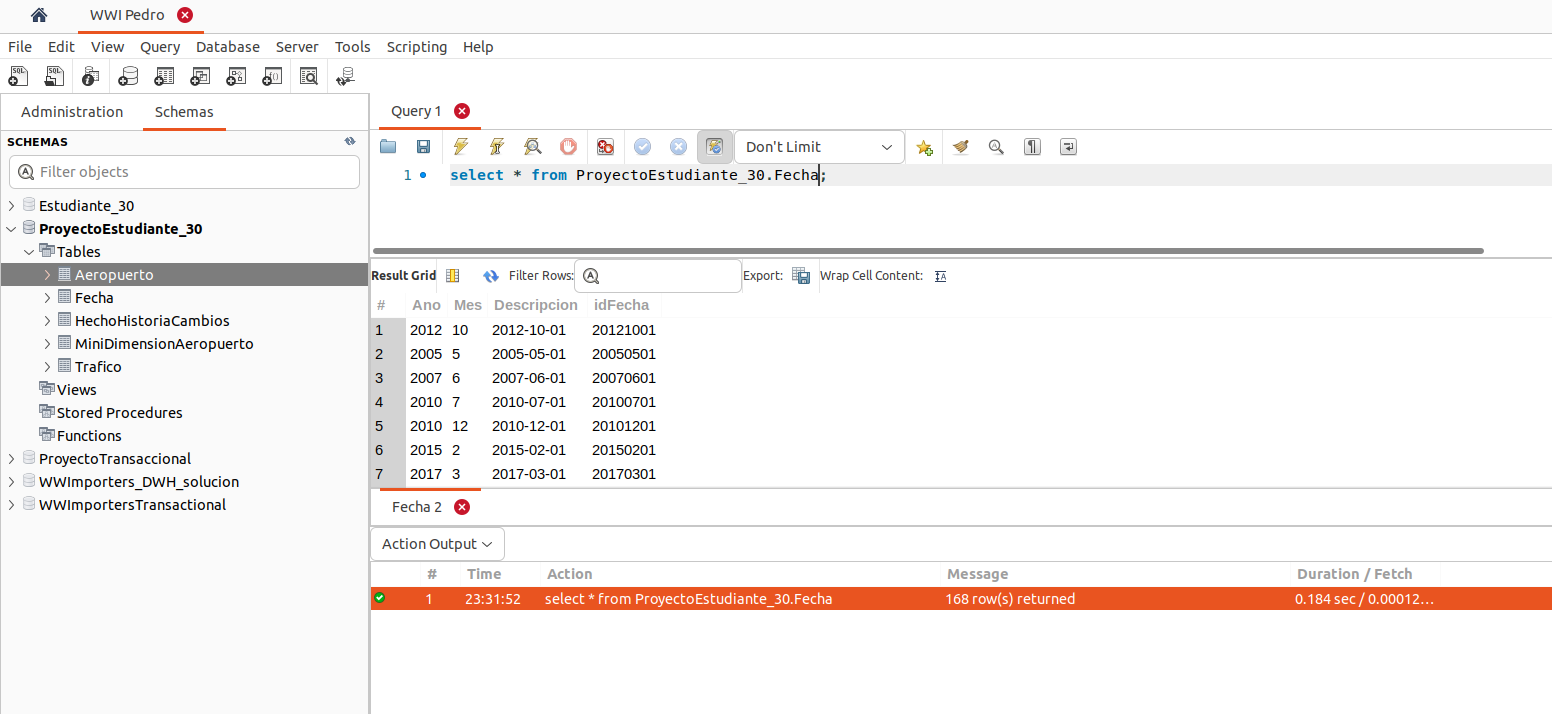 WWI Pedro
File Edit View Query Database Server Tools Scripting Help
Administration Schemas
SCHEMAS
Filter objects
Estudiante_30
ProyectoEstudiante_30
Tables
Aeropuerto
Fecha
HechoHistoriaCambios
MiniDimensionAeropuerto
Trafico
Views
Stored Procedures
Functions
ProyectoTransaccional
WWImporters_DWH_solucion
WWImportersTransactional
Query 1
Don't Limit
1 select * from ProyectoEstudiante_30.Fecha;
Result Grid Filter Rows: Export: Wrap Cell Content:
# Ano Mes Descripcion idFecha
1 2012 10 2012-10-01 20121001
2 2005 5 2005-05-01 20050501
3 2007 6 2007-06-01 20070601
4 2010 7 2010-07-01 20100701
5 2010 12 2010-12-01 20101201
6 2015 2 2015-02-01 20150201
7 2017 3 2017-03-01 20170301
Fecha 2
Action Output
# Time Action Message Duration / Fetch
1 23:31:52 select * from ProyectoEstudiante_30.Fecha 168 row(s) returned 0.184 sec / 0.00012...